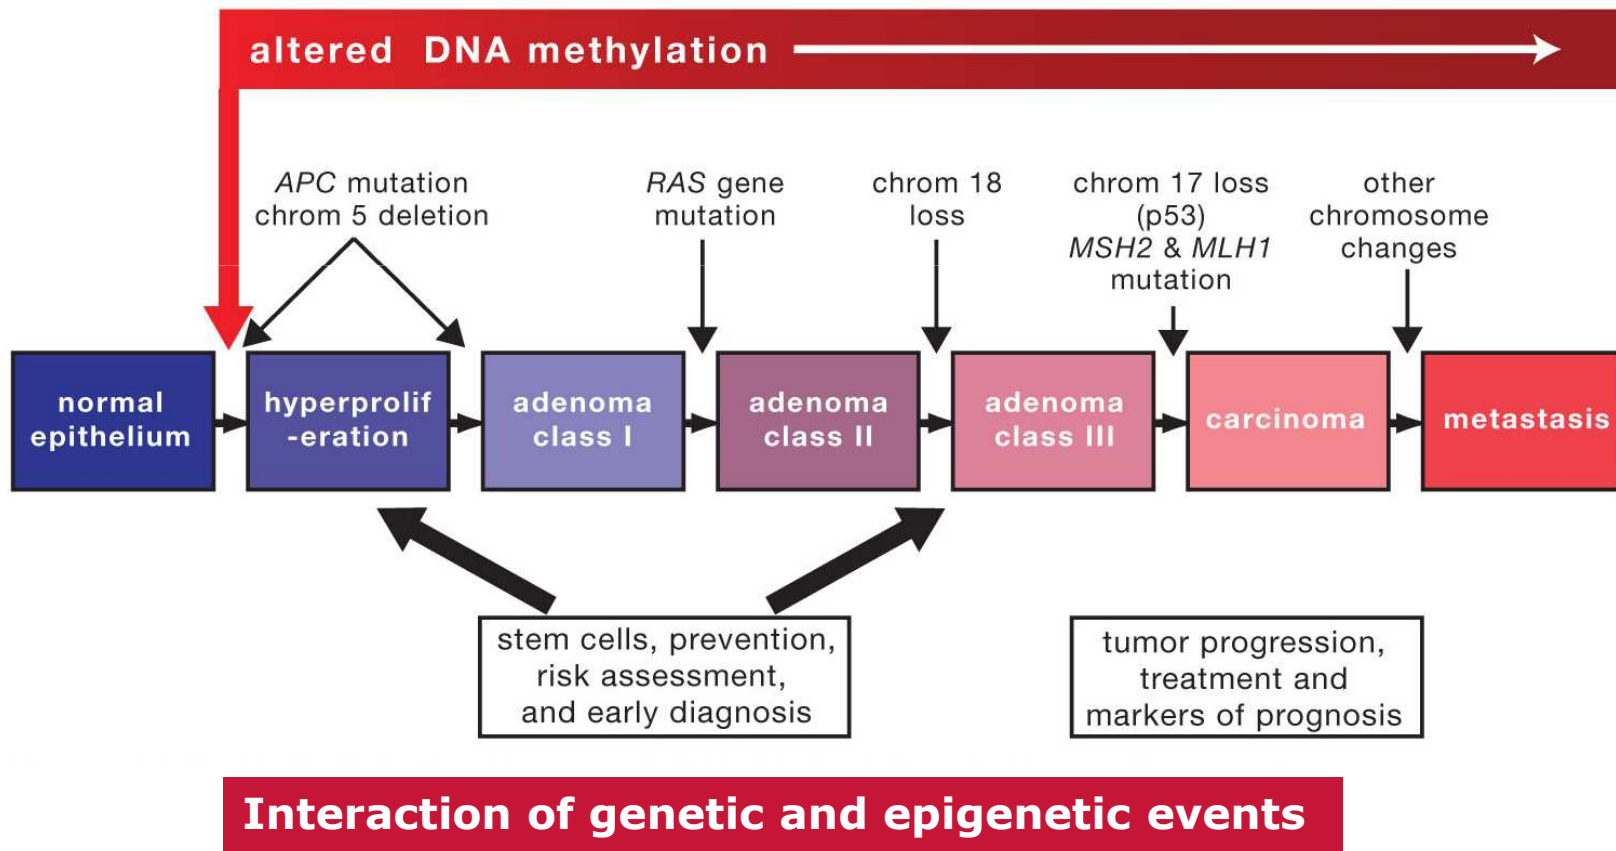 altered DNA methylation
APC mutation
chrom 5 deletion
RAS gene
mutation
chrom 18
loss
chrom 17 loss
(p53)
MSH2 & MLH1
mutation
other
chromosome
changes
normal
epithelium
hyperprolif
-eration
adenoma
class I
adenoma
class II
adenoma
class III
carcinoma
metastasis
stem cells, prevention,
risk assessment,
and early diagnosis
tumor progression,
treatment and
markers of prognosis
Interaction of genetic and epigenetic events